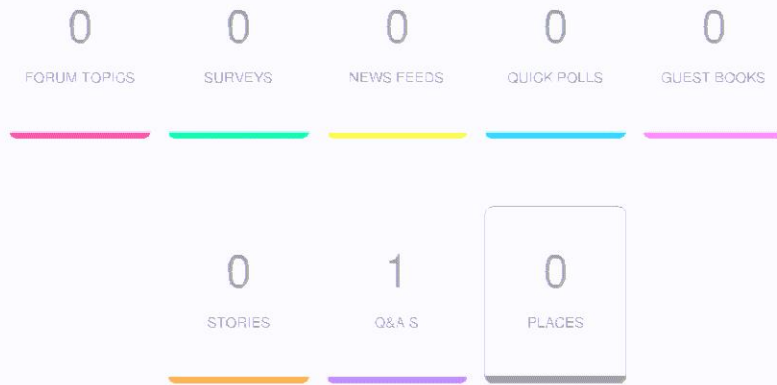 0 0 0 0 0
FORUM TOPICS SURVEYS NEWS FEEDS QUICK POLLS GUEST BOOKS
0 1 0
STORIES Q&A S PLACES